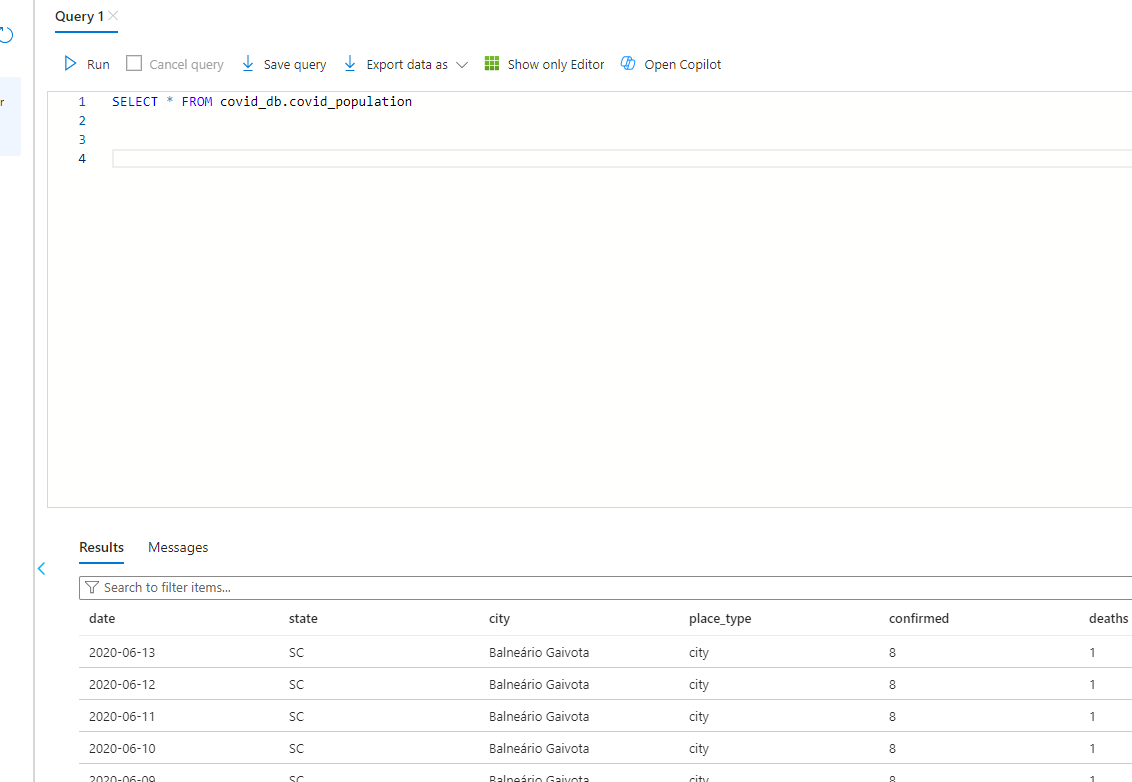 Query 1
r
Run Cancel query Save query Export data as Show only Editor Open Copilot
1 SELECT * FROM covid_db.covid_population
2
3
4
Results Messages
Search to filter items...
date state city place_type confirmed deaths
2020-06-13 SC Balneário Gaivota city 8 1
2020-06-12 SC Balneário Gaivota city 8 1
2020-06-11 SC Balneário Gaivota city 8 1
2020-06-10 SC Balneário Gaivota city 8 1
2020-06-09 SC Balneário Gaivota city 8 1